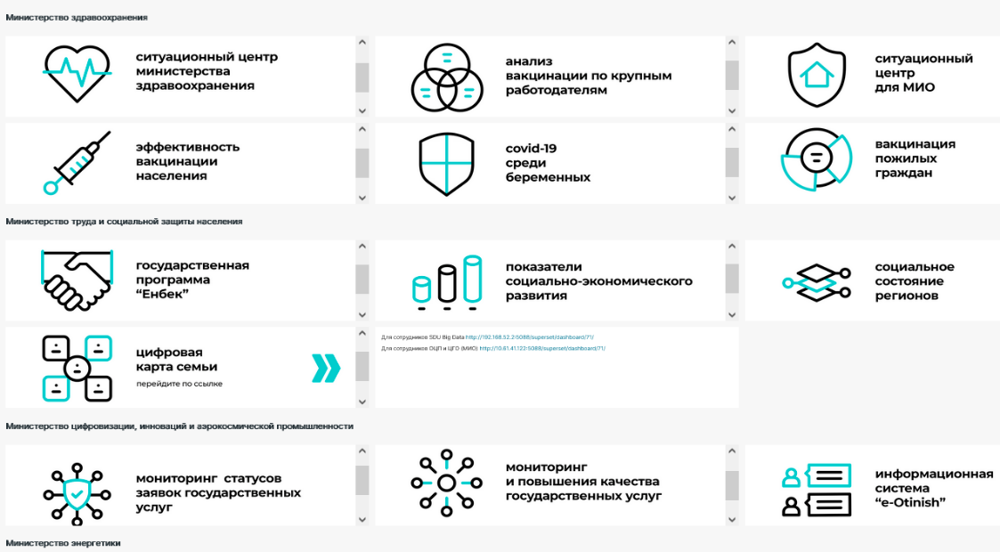 Министерство здравоохранения
ситуационный центр
министерства
здравоохранения
анализ
вакцинации по крупным
работодателям
ситуационный
центр
для МИО
эффективность
вакцинации
населения
covid-19
среди
беременных
вакцинация
пожилых
граждан
Министерство труда и социальной защиты населения
государственная
программа
“Енбек”
показатели
социально-экономического
развития
социальное
состояние
регионов
цифровая
карта семьи
перейдите по ссылке
Для сотрудников SDU Big Data http://192.168.52.2:5088/superset/dashboard/71/
Для сотрудников ОЦП и ЦГО (МИО) http://10.61.41.122:5088/superset/dashboard/71/
Министерство цифровизации, инноваций и аэрокосмической промышленности
мониторинг статусов
заявок государственных
услуг
мониторинг
и повышения качества
государственных услуг
информационная
система
“e-Otinish”
Министерство энергетики